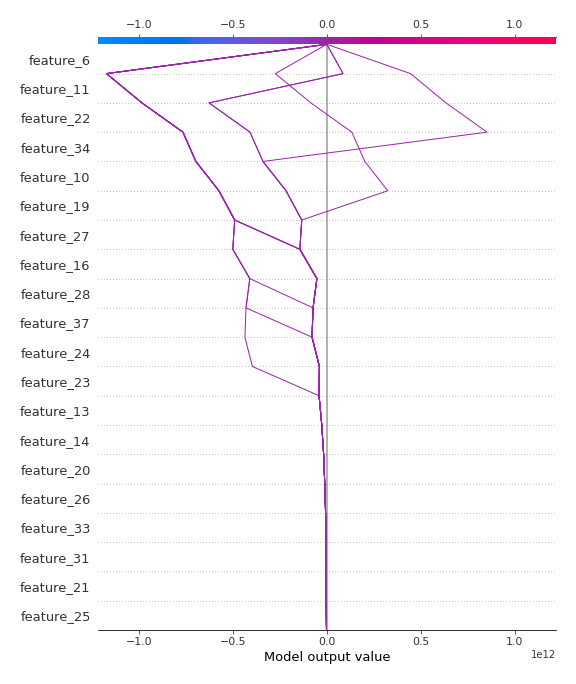 −1.0 −0.5 0.0 0.5 1.0
feature_6
feature_11
feature_22
feature_34
feature_10
feature_19
feature_27
feature_16
feature_28
feature_37
feature_24
feature_23
feature_13
feature_14
feature_20
feature_26
feature_33
feature_31
feature_21
feature_25
−1.0 −0.5 0.0 0.5 1.0
1e12
Model output value